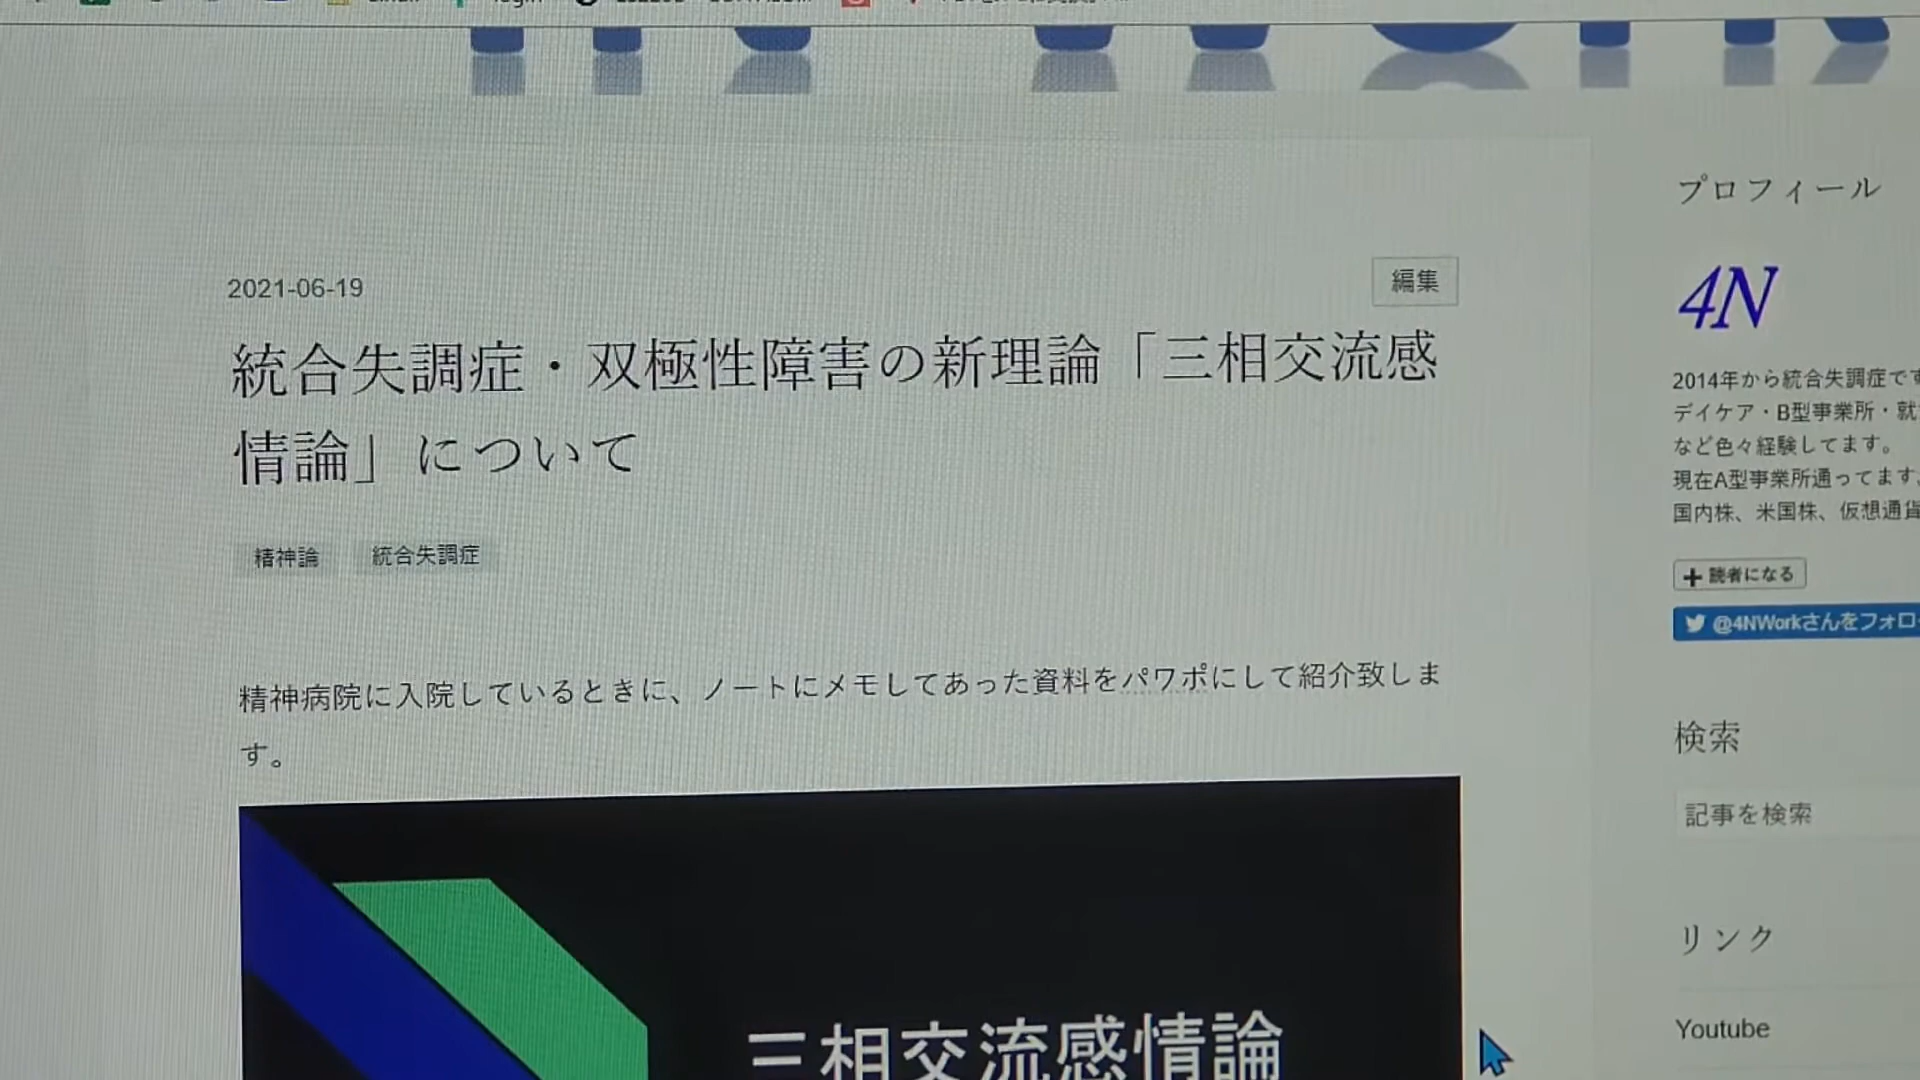 プロフィール
4N
2021-06-19
編集
統合失調症・双極性障害の新理論「三相交流感
情論」について
2014年から統合失調症で
デイケア・B型事業所・就
など色々経験してます。
現在A型事業所通ってます
国内株、米国株、仮想通貨
精神論
統合失調症
+読者になる
@4NWorkさんをフォロ
精神病院に入院しているときに、ノートにメモしてあった資料をパワポにして紹介致しま
す。
検索
記事を検索
リンク
Youtube
三相交流感情論